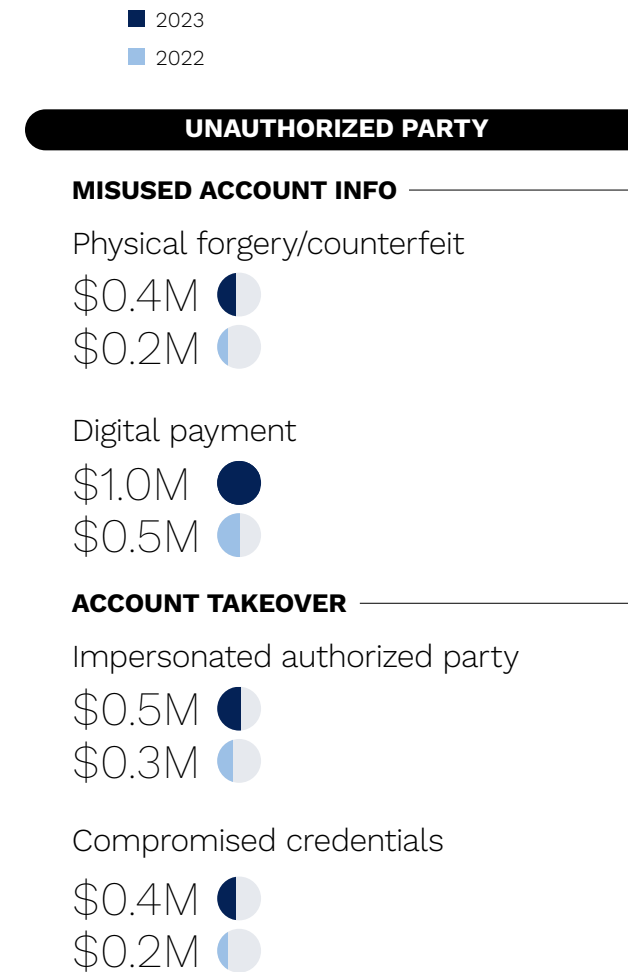 2023
2022
UNAUTHORIZED PARTY
MISUSED ACCOUNT INFO
Physical forgery/counterfeit
$0.4M
$0.2M
Digital payment
$1.0M
$0.5M
ACCOUNT TAKEOVER
Impersonated authorized party
$0.5M
$0.3M
Compromised credentials
$0.4M
$0.2M